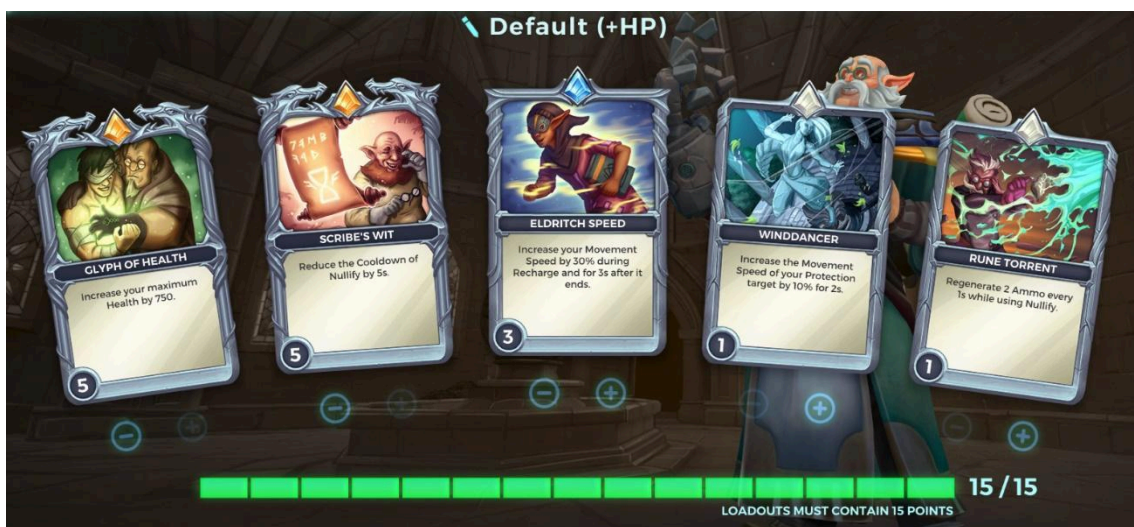 Default (+HP)
GLYPH OF HEALTH
Increase your maximum
Health by 750.
5
SCRIBE'S WIT
Reduce the Cooldown of
Nullify by 5s.
5
ELDRITCH SPEED
Increase your Movement
Speed by 30% during
Recharge and for 3s after it
ends.
3
WINDDANCER
Increase the Movement
Speed of your Protection
target by 10% for 2s.
1
RUNE TORRENT
Regenerate 2 Ammo every
1s while using Nullify.
1
15 / 15
LOADOUTS MUST CONTAIN 15 POINTS